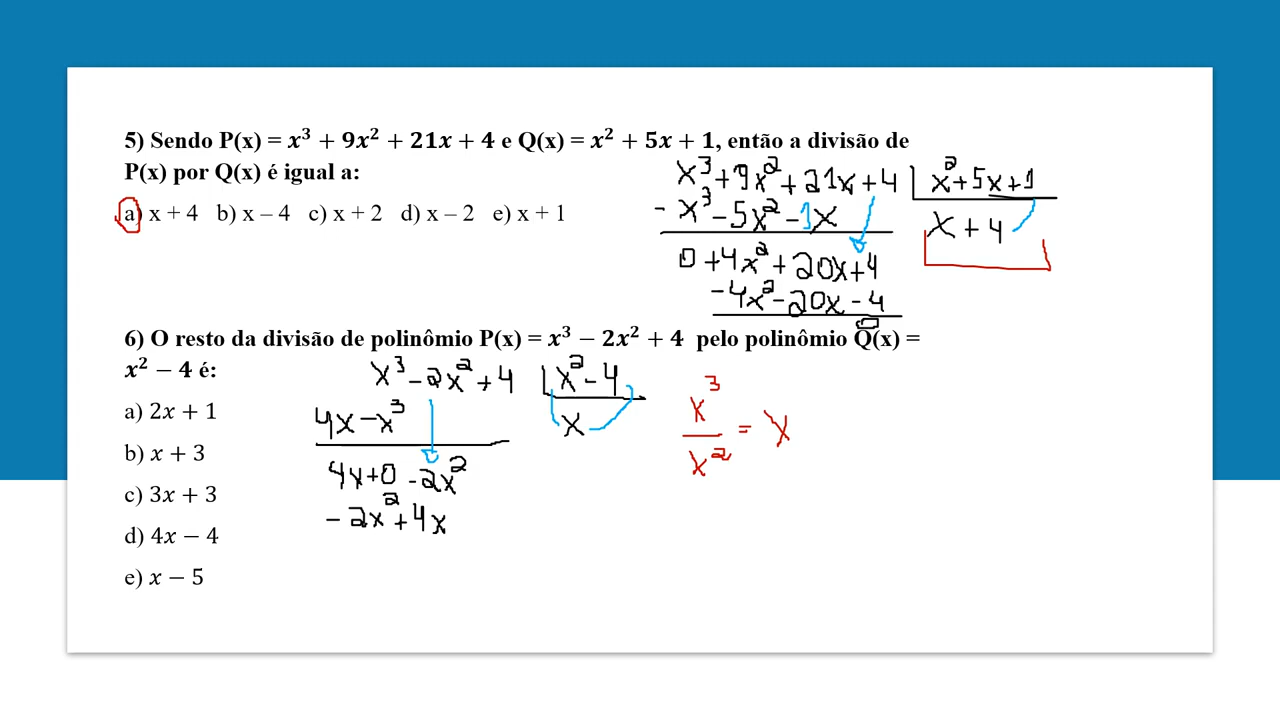 5) Sendo P(x) = x³ + 9x² + 21x + 4 e Q(x) = x² + 5x + 1, então a divisão de
P(x) por Q(x) é igual a:
a) x + 4 b) x – 4 c) x + 2 d) x – 2 e) x + 1
x³ + 9x² + 21x + 4 x² + 5x + 1
- x³ - 5x² - 1x x + 4
0 + 4x² + 20x + 4
- 4x² - 20x - 4
0
6) O resto da divisão de polinômio P(x) = x³ − 2x² + 4 pelo polinômio Q(x) =
x² − 4 é:
x³ - 2x² + 4 x² - 4
4x - x³ x
4x + 0 - 2x²
- 2x² + 4x
x³
= x
x²
a) 2x + 1
b) x + 3
c) 3x + 3
d) 4x − 4
e) x − 5